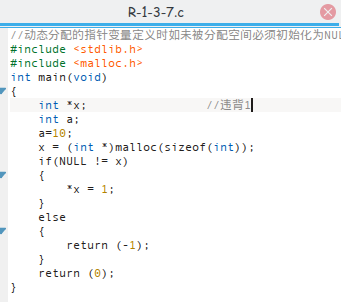 R-1-3-7.c
//动态分配的指针变量定义时如未被分配空间必须初始化为NUL
#include <stdlib.h>
#include <malloc.h>
int main(void)
{
    int *x;                 //违背1
    int a;
    a=10;
    x = (int *)malloc(sizeof(int));
    if(NULL != x)
    {
        *x = 1;
    }
    else
    {
        return (-1);
    }
    return (0);
}